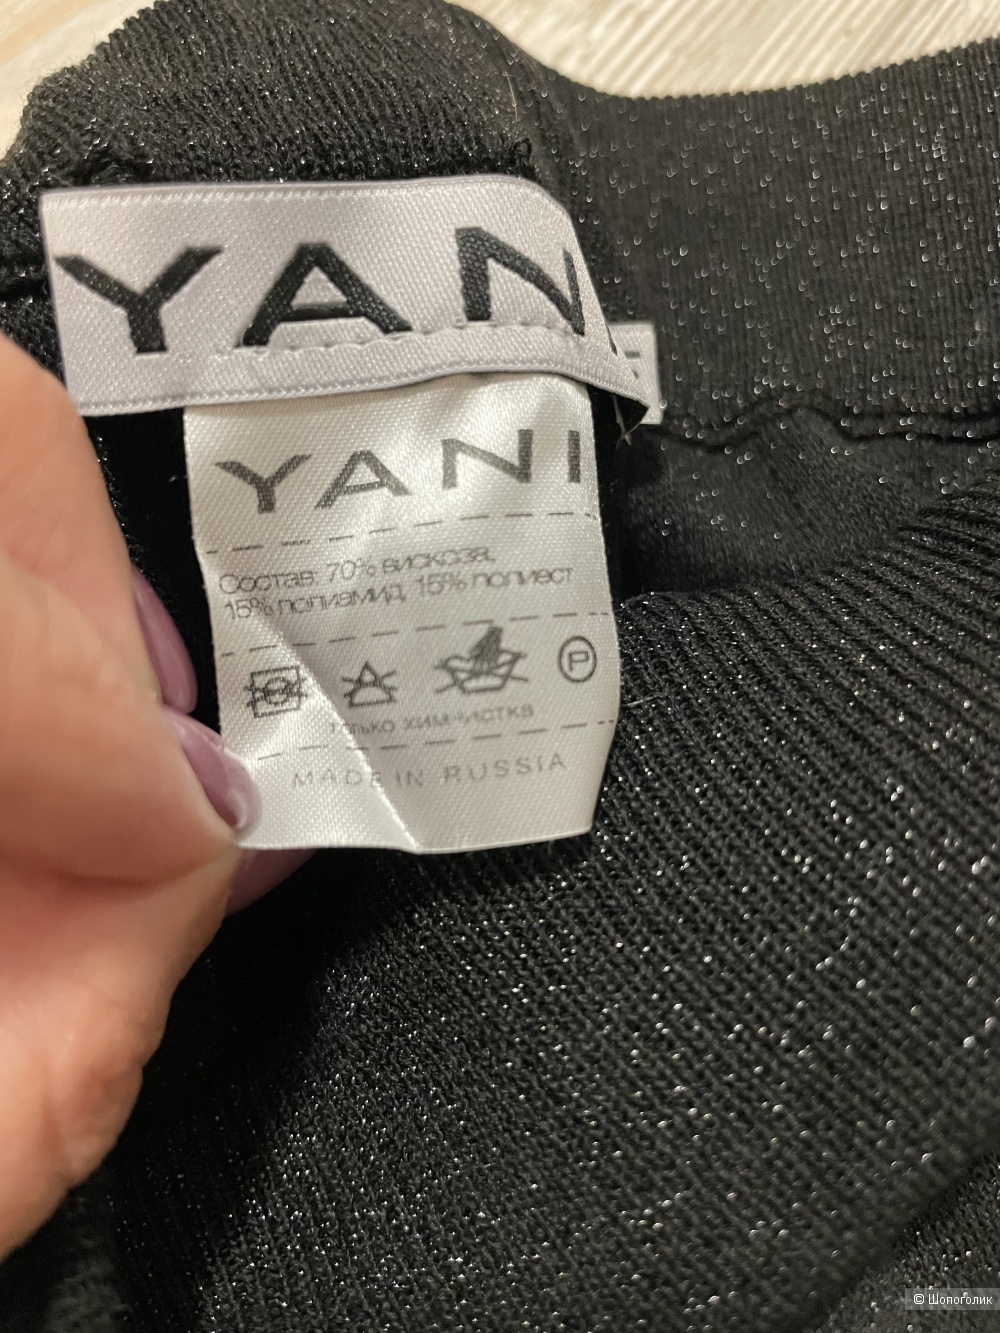 YANI
YANI
Состав: 70% вискоза,
15% полиамид, 15% полиэст
P
только химчистка
MADE IN RUSSIA
© Шопоголик